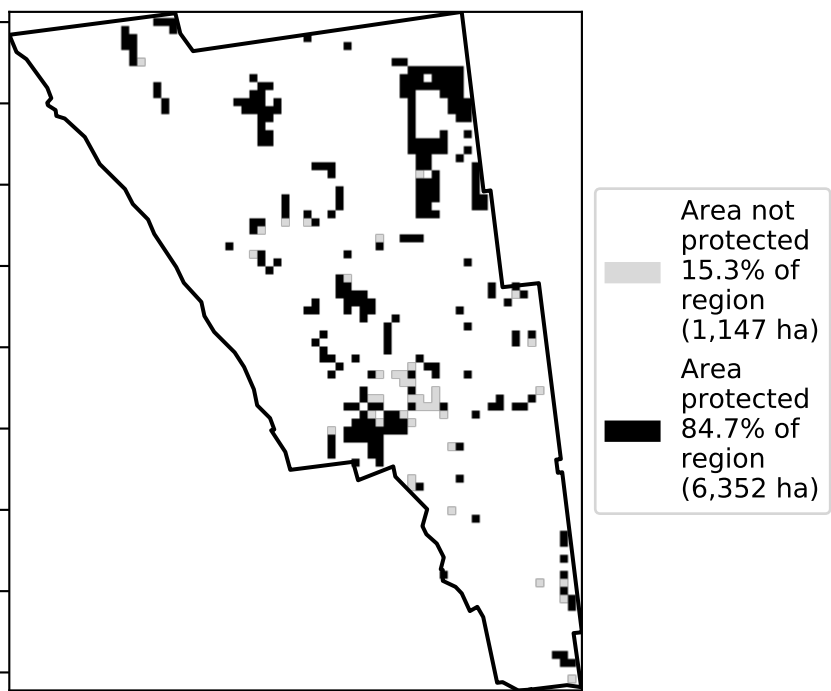 Area not
protected
15.3% of
region
(1,147 ha)
Area
protected
84.7% of
region
(6,352 ha)